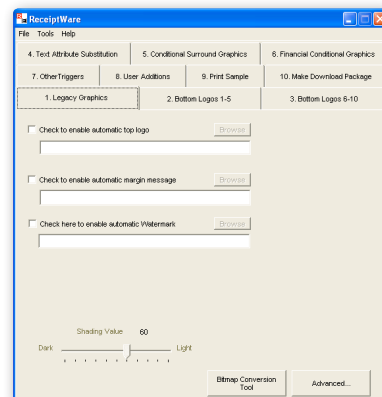 ReceiptWare
File Tools Help
4. Text Attribute Substitution 5. Conditional Surround Graphics 6. Financial Conditional Graphics
7. OtherTriggers 8. User Additions 9. Print Sample 10. Make Download Package
1. Legacy Graphics 2. Bottom Logos 1-5 3. Bottom Logos 6-10
Check to enable automatic top logo Browse
Check to enable automatic margin message Browse
Check here to enable automatic Watermark Browse
Shading Value 60
Dark Light
Bitmap Conversion
Tool
Advanced...